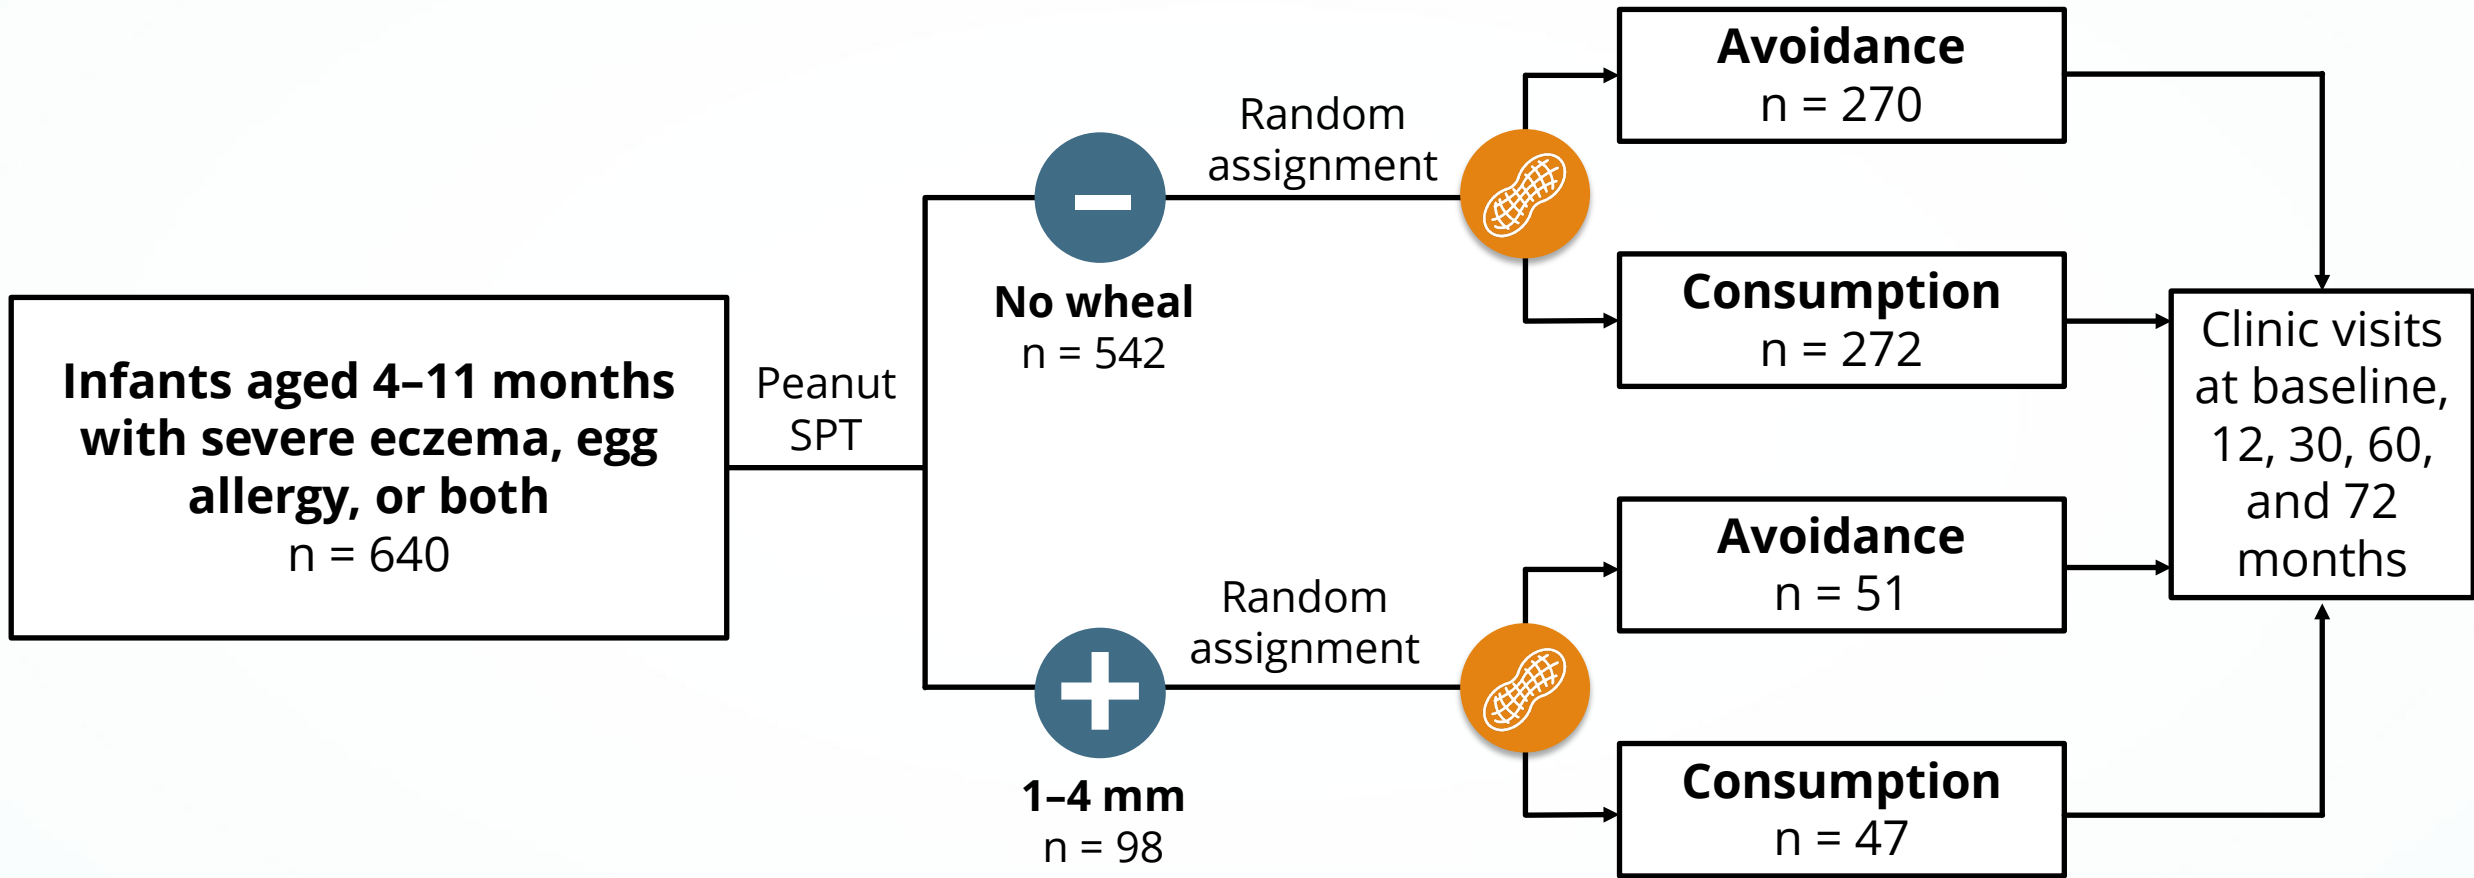 Infants aged 4–11 months
with severe eczema, egg
allergy, or both
n = 640
Peanut
SPT
No wheal
n = 542
Random
assignment
Avoidance
n = 270
Consumption
n = 272
1–4 mm
n = 98
Random
assignment
Avoidance
n = 51
Consumption
n = 47
Clinic visits
at baseline,
12, 30, 60,
and 72
months